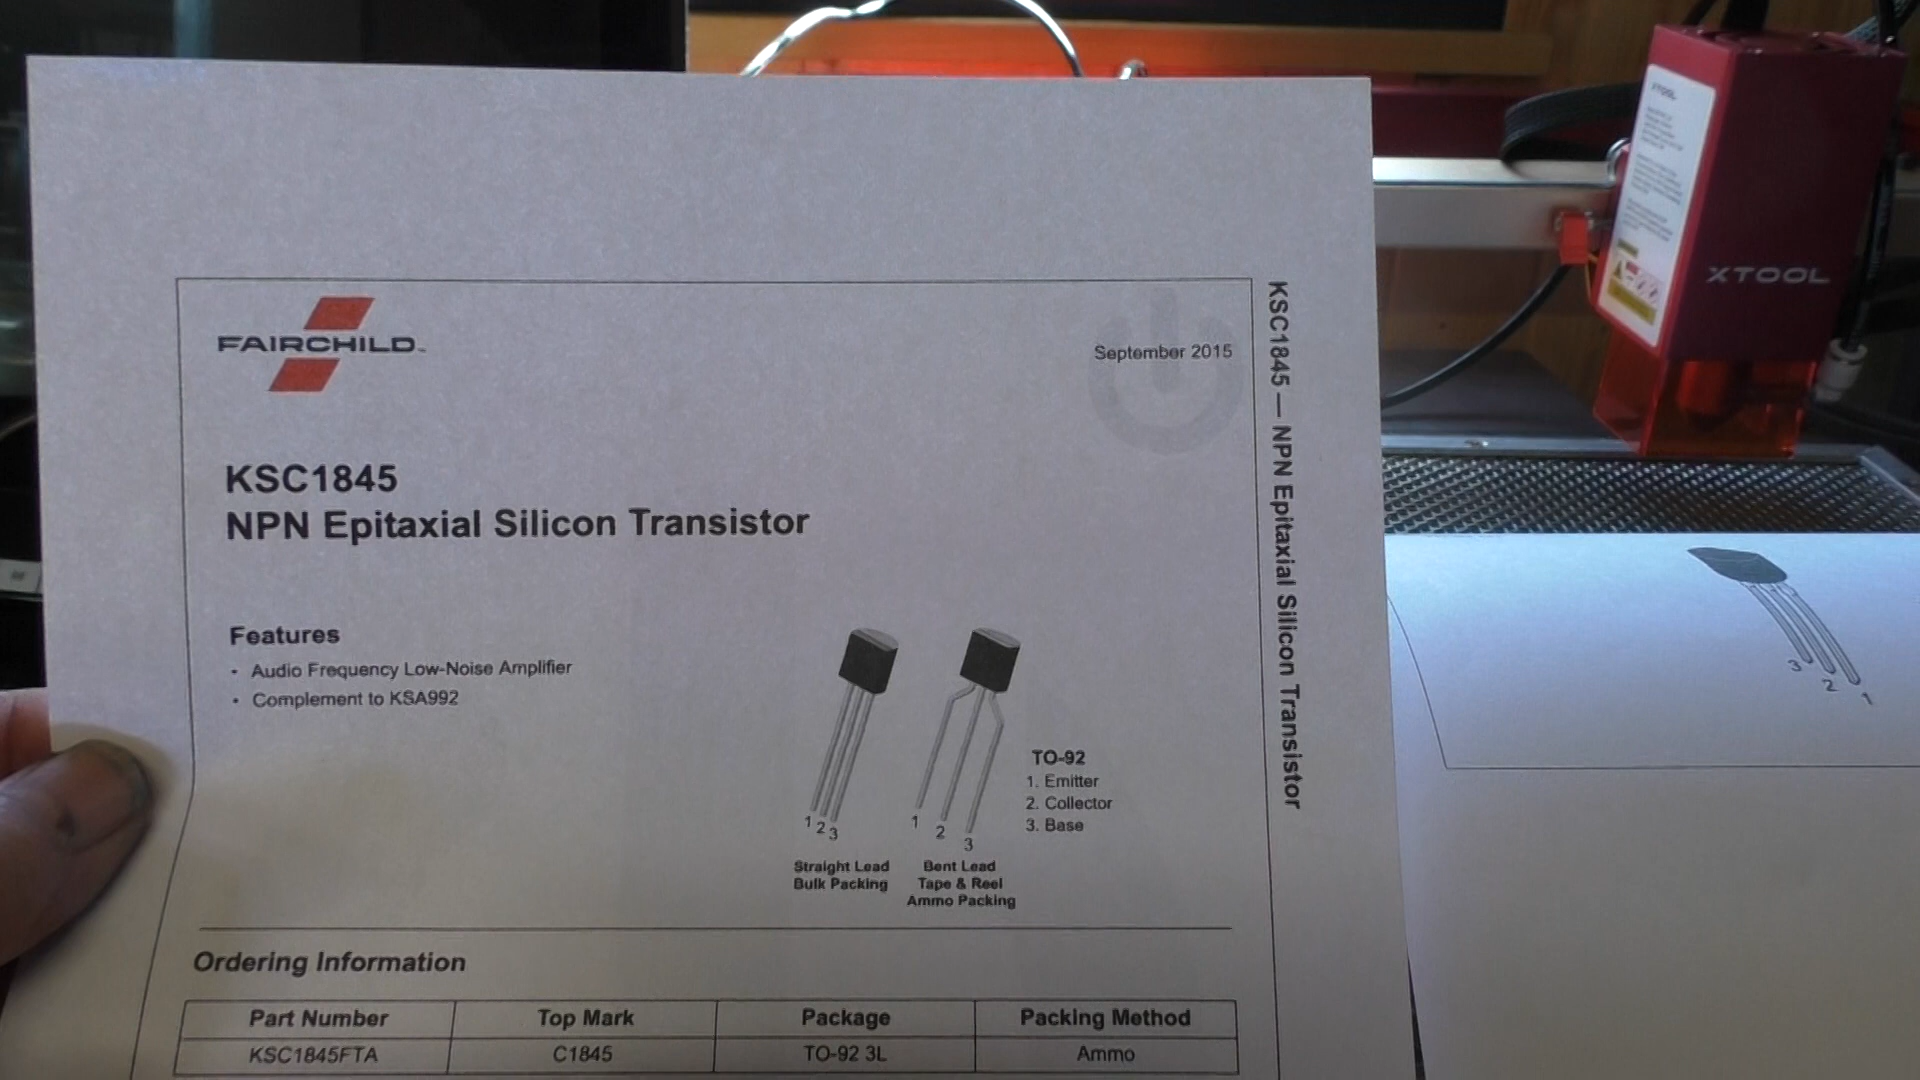 FAIRCHILD
September 2015
KSC1845
NPN Epitaxial Silicon Transistor
Features
• Audio Frequency Low-Noise Amplifier
• Complement to KSA992
1 2 3
1 2 3
TO-92
1. Emitter
2. Collector
3. Base
Straight Lead
Bulk Packing
Bent Lead
Tape & Reel
Ammo Packing
Ordering Information
Part Number Top Mark Package Packing Method
KSC1845FTA C1845 TO-92 3L Ammo
KSC1845 — NPN Epitaxial Silicon Transistor
XTOOL
XTOOL
3 2 1